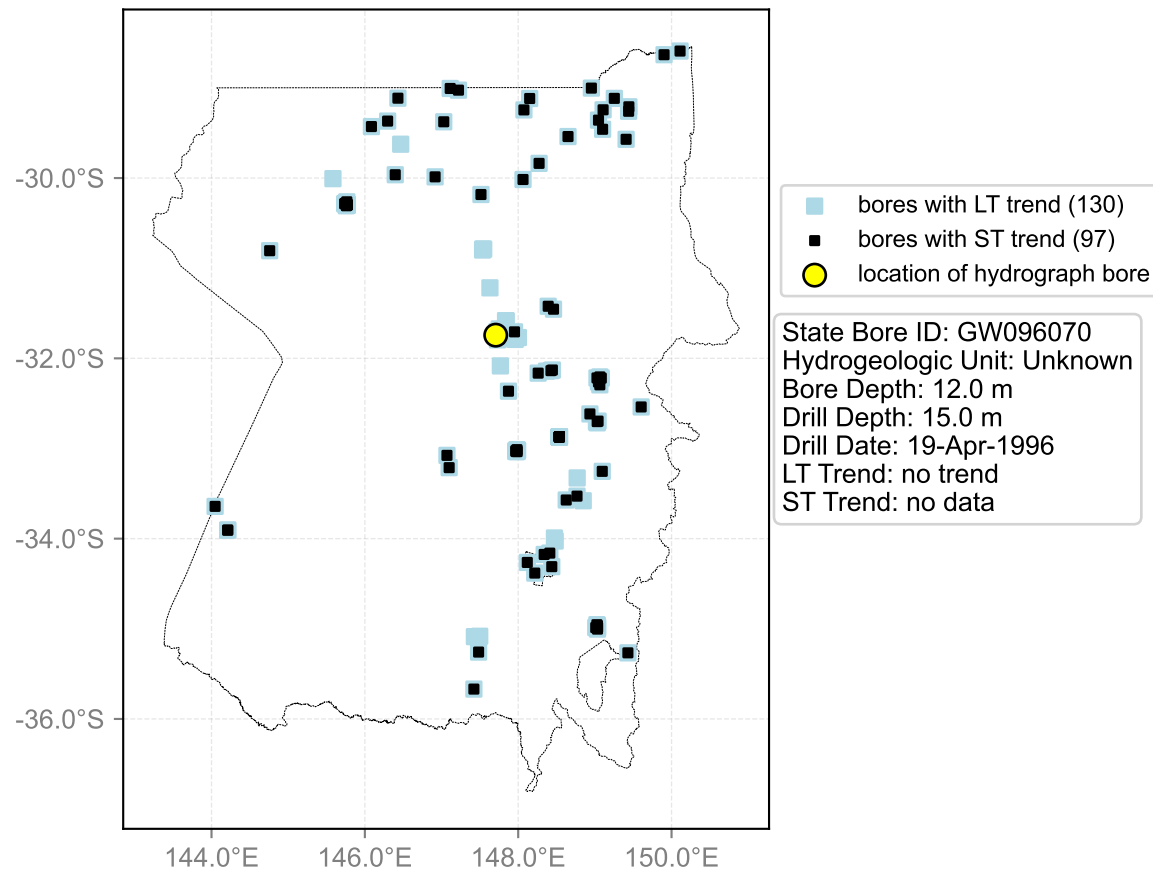 -30.0°S
-32.0°S
-34.0°S
-36.0°S
144.0°E
146.0°E
148.0°E
150.0°E
bores with LT trend (130)
bores with ST trend (97)
location of hydrograph bore
State Bore ID: GW096070
Hydrogeologic Unit: Unknown
Bore Depth: 12.0 m
Drill Depth: 15.0 m
Drill Date: 19-Apr-1996
LT Trend: no trend
ST Trend: no data